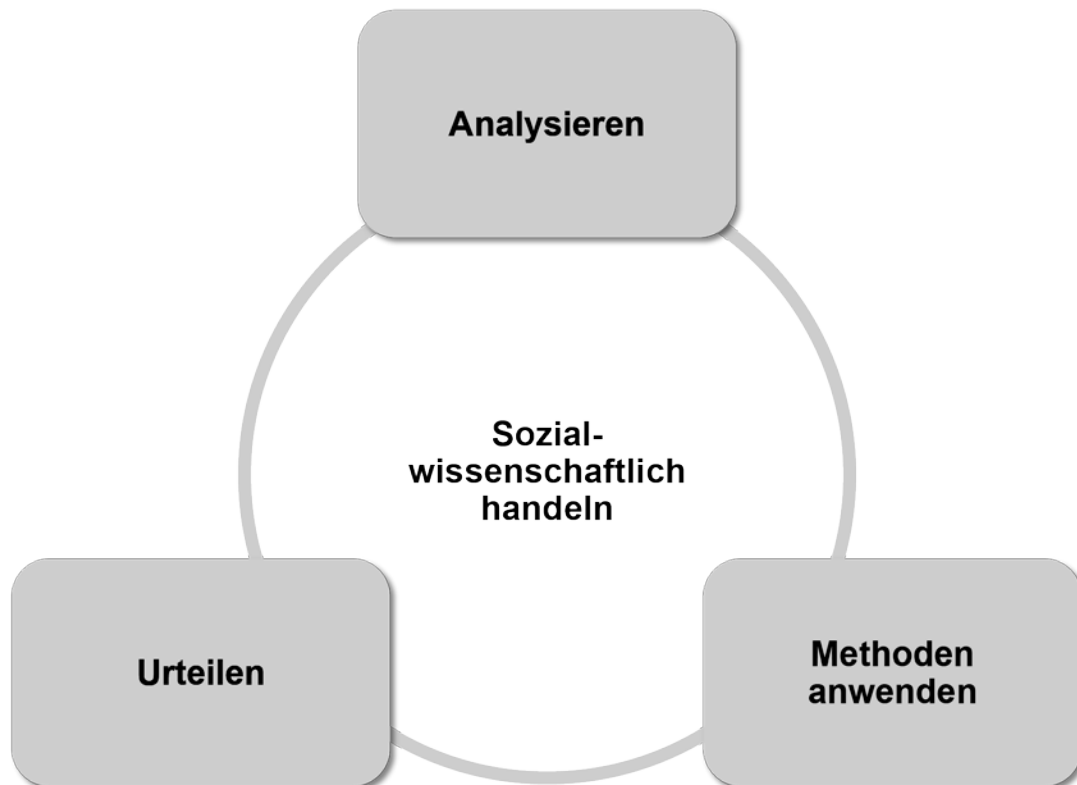 Analysieren
Sozial-
wissenschaftlich
handeln
Urteilen
Methoden
anwenden